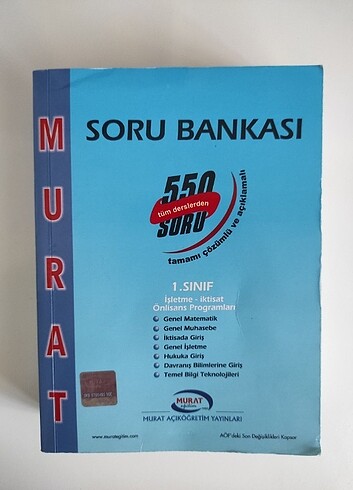 MURAT
SORU BANKASI
550
tüm derslerden
SORU
tamamı çözümlü ve açıklamalı
1.SINIF
İşletme - iktisat
Önlisans Programları
Genel Matematik
Genel Muhasebe
İktisada Giriş
Genel İşletme
Hukuka Giriş
Davranış Bilimlerine Giriş
Temel Bilgi Teknolojileri
MURAT
MURAT AÇIKÖĞRETİM YAYINLARI
www.murategitim.com
AÖF'deki Son Değişiklikleri Kapsar